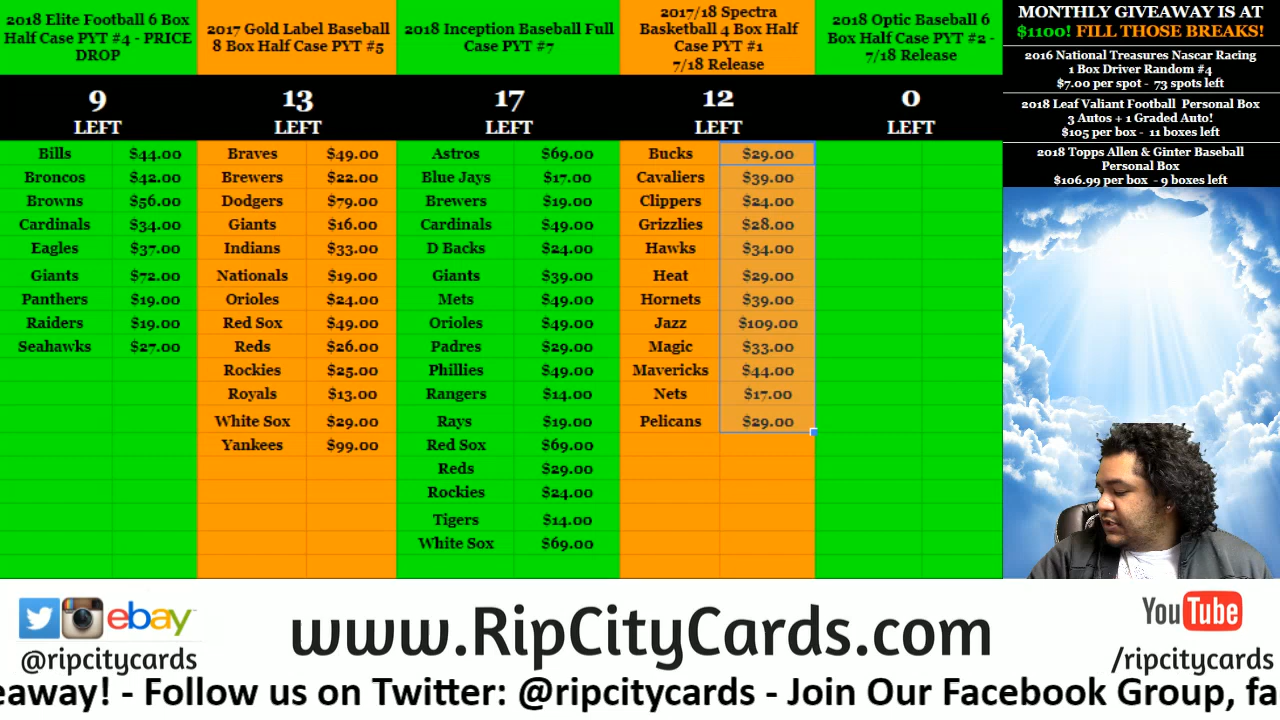 2018 Elite Football 6 Box
Half Case PYT #4 - PRICE
DROP
9
LEFT
Bills $44.00
Broncos $42.00
Browns $56.00
Cardinals $34.00
Eagles $37.00
Giants $72.00
Panthers $19.00
Raiders $19.00
Seahawks $27.00
2017 Gold Label Baseball
8 Box Half Case PYT #5
13
LEFT
Braves $49.00
Brewers $22.00
Dodgers $79.00
Giants $16.00
Indians $33.00
Nationals $19.00
Orioles $24.00
Red Sox $49.00
Reds $26.00
Rockies $25.00
Royals $13.00
White Sox $29.00
Yankees $99.00
2018 Inception Baseball Full
Case PYT #7
17
LEFT
Astros $69.00
Blue Jays $17.00
Brewers $19.00
Cardinals $49.00
D Backs $24.00
Giants $39.00
Mets $49.00
Orioles $49.00
Padres $29.00
Phillies $49.00
Rangers $14.00
Rays $19.00
Red Sox $69.00
Reds $29.00
Rockies $24.00
Tigers $14.00
White Sox $69.00
2017/18 Spectra
Basketball 4 Box Half
Case PYT #1
7/18 Release
12
LEFT
Bucks $29.00
Cavaliers $39.00
Clippers $24.00
Grizzlies $28.00
Hawks $34.00
Heat $29.00
Hornets $39.00
Jazz $109.00
Magic $33.00
Mavericks $44.00
Nets $17.00
Pelicans $29.00
2018 Optic Baseball 6
Box Half Case PYT #2 -
7/18 Release
0
LEFT
MONTHLY GIVEAWAY IS AT
$1100! FILL THOSE BREAKS!
2016 National Treasures Nascar Racing
1 Box Driver Random #4
$7.00 per spot - 73 spots left
2018 Leaf Valiant Football Personal Box
3 Autos + 1 Graded Auto!
$105 per box - 11 boxes left
2018 Topps Allen & Ginter Baseball
Personal Box
$106.99 per box - 9 boxes left
ebay
@ripcitycards
www.RipCityCards.com
YouTube
/ripcitycards
eaway! - Follow us on Twitter: @ripcitycards - Join Our Facebook Group, fa